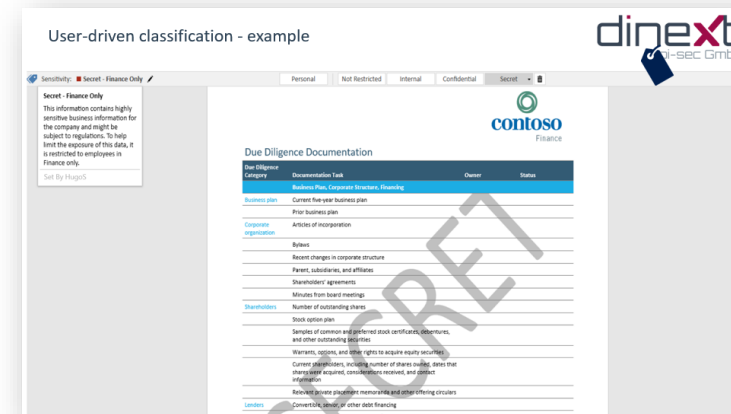 User-driven classification - example
dinext
pi-sec GmbH
Sensitivity: Secret - Finance Only
Personal Not Restricted Internal Confidential Secret
Secret - Finance Only
This information contains highly
sensitive business information for
the company and might be
subject to regulations. To help
limit the exposure of this data, it
is restricted to employees in
Finance only.
Set By HugoS
contoso
Finance
Due Diligence Documentation
Due Diligence
Category Documentation Task Owner Status
Business Plan, Corporate Structure, Financing
Business plan Current five-year business plan
Prior business plan
Corporate
organization Articles of incorporation
Bylaws
Recent changes in corporate structure
Parent, subsidiaries, and affiliates
Shareholders' agreements
Minutes from board meetings
Shareholders Number of outstanding shares
Stock option plan
Samples of common and preferred stock certificates, debentures,
and other outstanding securities
Warrants, options, and other rights to acquire equity securities
Current shareholders, including number of shares owned, dates that
shares were acquired, considerations received, and contact
information
Relevant private placement memoranda and other offering circulars
Lenders Convertible, senior, or other debt financing
SECRET